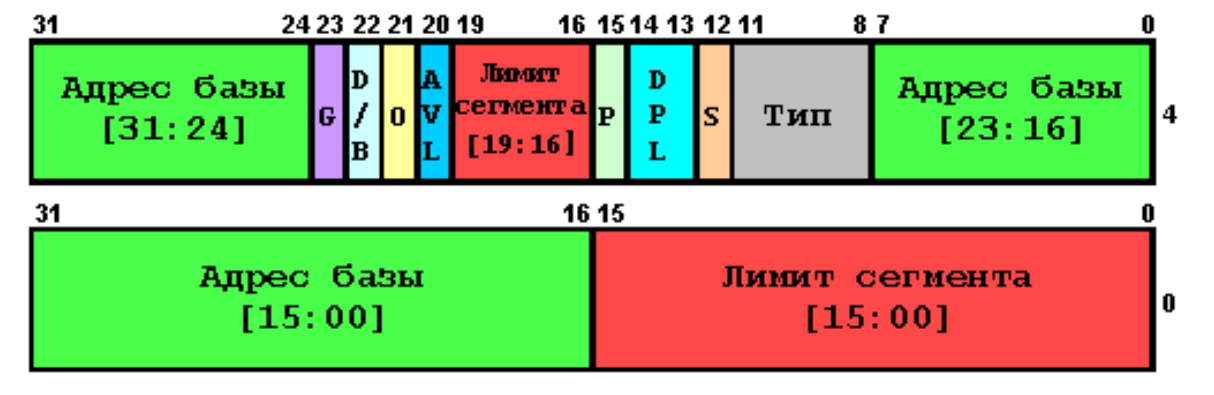 31 24 23 22 21 20 19 16 15 14 13 12 11 8 7 0
Адрес базы [31:24] G D/B 0 AVL Лимит сегмента [19:16] P DPL S Тип Адрес базы [23:16] 4
31 16 15 0
Адрес базы [15:00] Лимит сегмента [15:00] 0